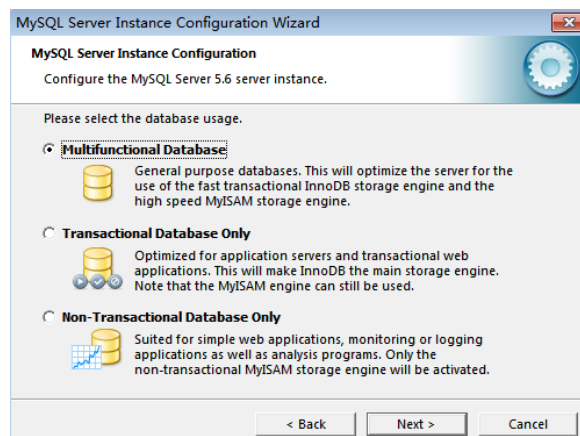 MySQL Server Instance Configuration Wizard
MySQL Server Instance Configuration
Configure the MySQL Server 5.6 server instance.
Please select the database usage.
Multifunctional Database
General purpose databases. This will optimize the server for the
use of the fast transactional InnoDB storage engine and the
high speed MyISAM storage engine.
Transactional Database Only
Optimized for application servers and transactional web
applications. This will make InnoDB the main storage engine.
Note that the MyISAM engine can still be used.
Non-Transactional Database Only
Suited for simple web applications, monitoring or logging
applications as well as analysis programs. Only the
non-transactional MyISAM storage engine will be activated.
< Back Next > Cancel